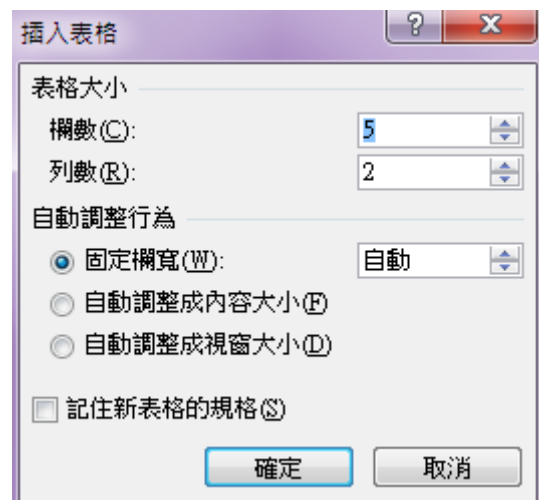 插入表格
表格大小
欄數(C): 5
列數(R): 2
自動調整行為
固定欄寬(W): 自動
自動調整成內容大小(F)
自動調整成視窗大小(D)
記住新表格的規格(S)
確定 取消